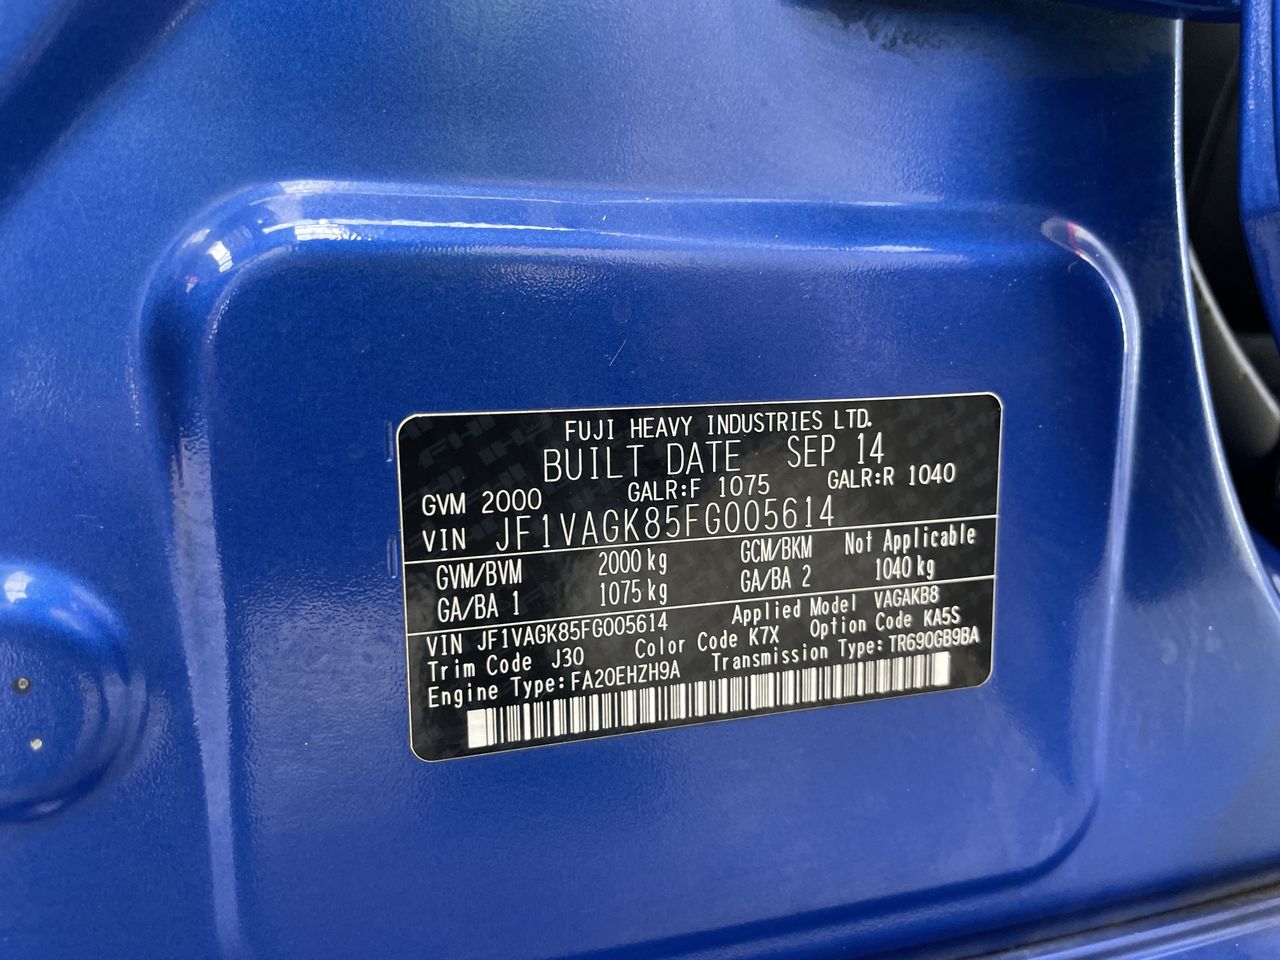 FUJI HEAVY INDUSTRIES LTD.
BUILT DATE SEP 14
GVM 2000 GALR:F 1075 GALR:R 1040
VIN JF1VAGK85FG005614
GVM/BVM 2000 kg GCM/BKM Not Applicable
GA/BA 1 1075 kg GA/BA 2 1040 kg
VIN JF1VAGK85FG005614 Applied Model VAGAKB8
Trim Code J30 Color Code K7X Option Code KA5S
Engine Type: FA20EHZH9A Transmission Type: TR690GB9BA